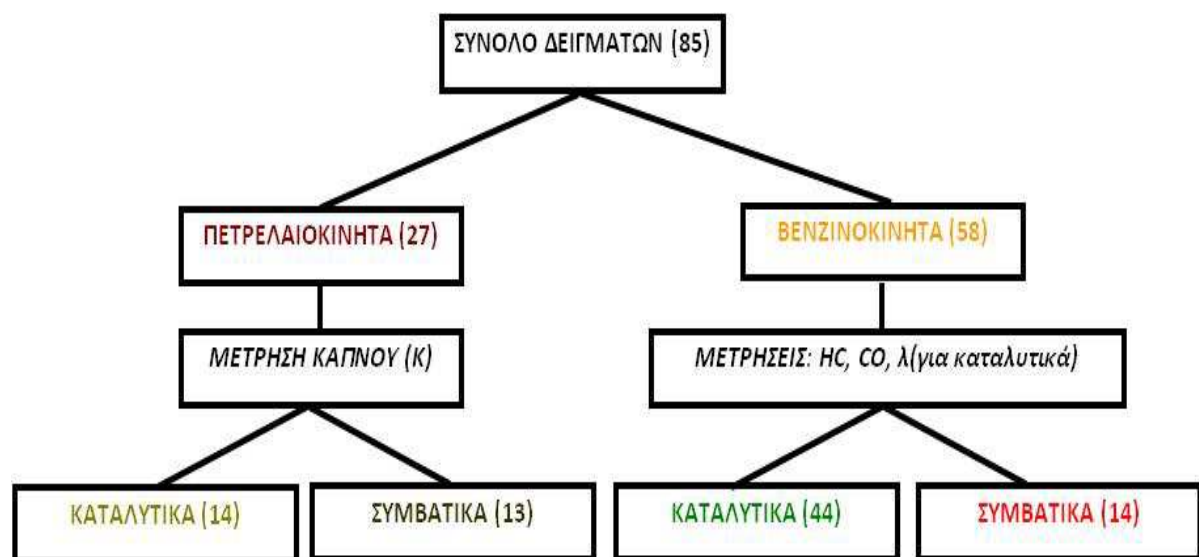 ΣΥΝΟΛΟ ΔΕΙΓΜΑΤΩΝ (85)
ΠΕΤΡΕΛΑΙΟΚΙΝΗΤΑ (27)
ΒΕΝΖΙΝΟΚΙΝΗΤΑ (58)
ΜΕΤΡΗΣΗ ΚΑΠΝΟΥ (Κ)
ΜΕΤΡΗΣΕΙΣ: HC, CO, λ(για καταλυτικά)
ΚΑΤΑΛΥΤΙΚΑ (14)
ΣΥΜΒΑΤΙΚΑ (13)
ΚΑΤΑΛΥΤΙΚΑ (44)
ΣΥΜΒΑΤΙΚΑ (14)